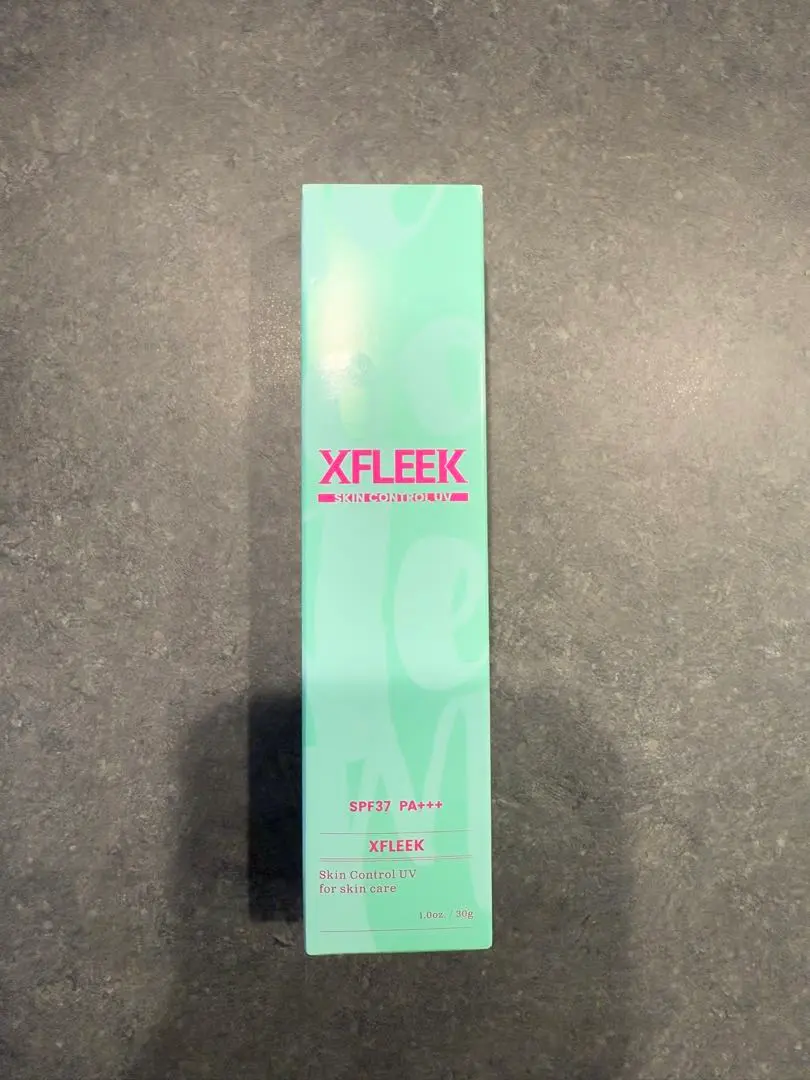 XFLEEK
SKIN CONTROL UV
SPF37 PA+++
XFLEEK
Skin Control UV
for skin care
1.0oz. / 30g